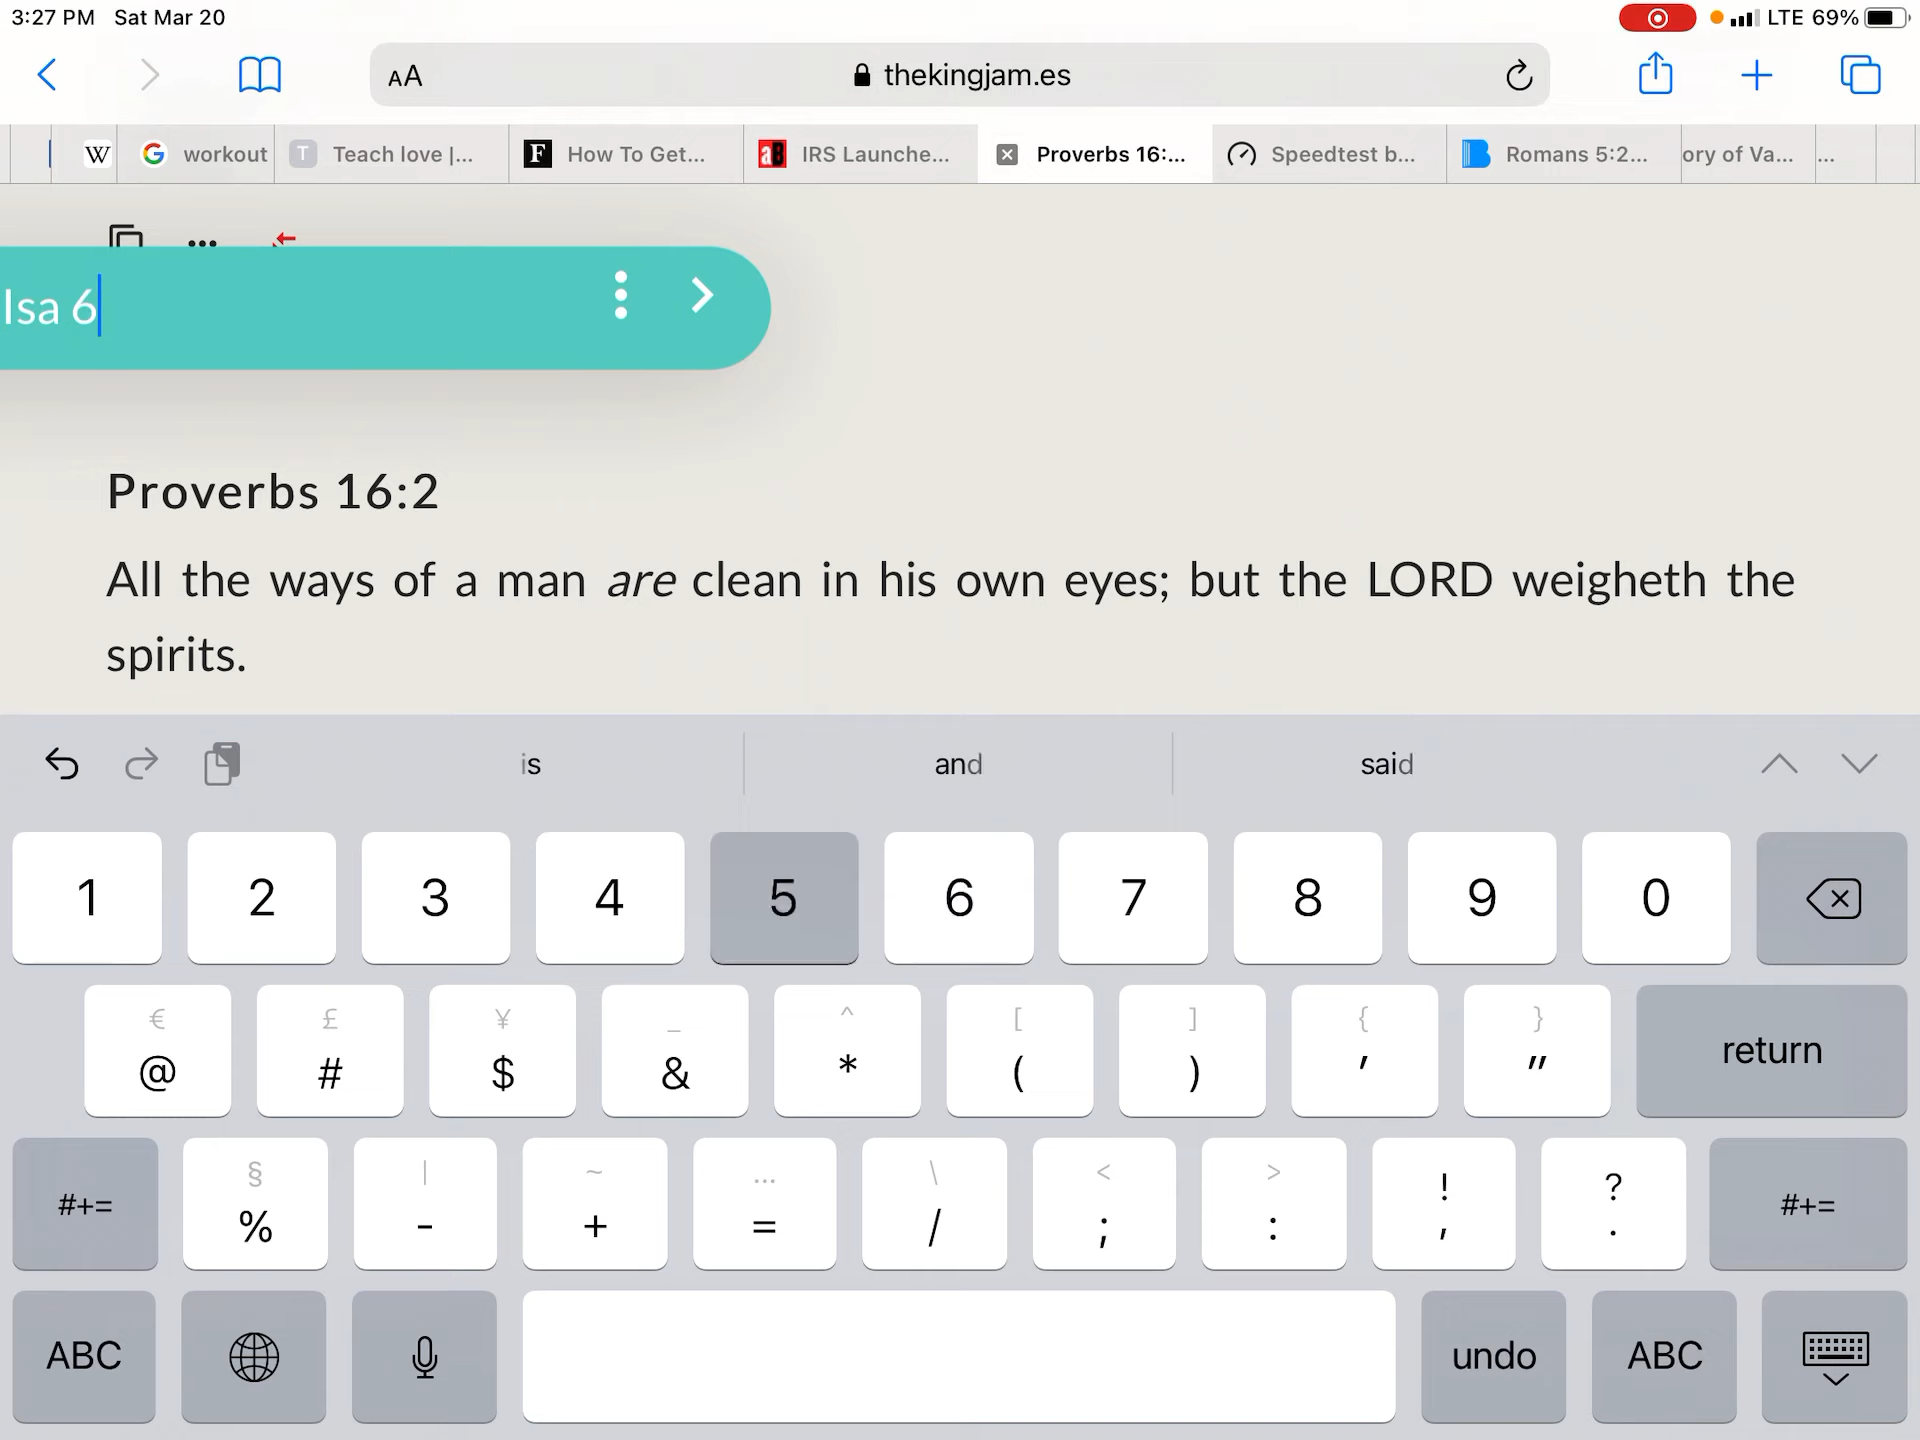 3:27 PM Sat Mar 20
LTE 69%
AA thekingjam.es
W workout T Teach love |... F How To Get... aB IRS Launche... Proverbs 16:... Speedtest b... B Romans 5:2... ory of Va... ...
Isa 6
Proverbs 16:2
All the ways of a man are clean in his own eyes; but the LORD weigheth the
spirits.
is and said
1 2 3 4 5 6 7 8 9 0
€ £ ¥ _ ^ [ ] { }
@ # $ & * ( ) ' " return
§ | ~ ... \ < > ! ?
#+= % - + = / ; : , . #+=
ABC undo ABC